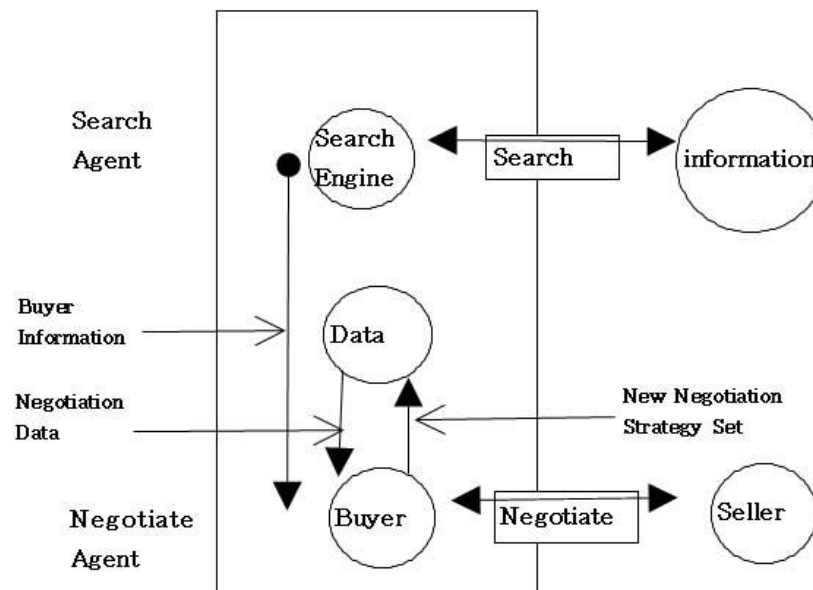 Search
Agent
Search
Engine
Search
information
Buyer
Information
Data
Negotiation
Data
New Negotiation
Strategy Set
Negotiate
Agent
Buyer
Negotiate
Seller